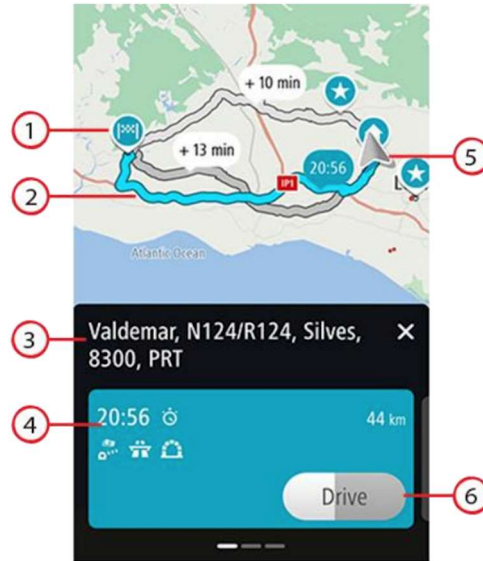 + 10 min
1
+ 13 min
20:56
5
IP1
L
2
Atlantic Ocean
3
Valdemar, N124/R124, Silves,
8300, PRT
4
20:56
44 km
Drive
6